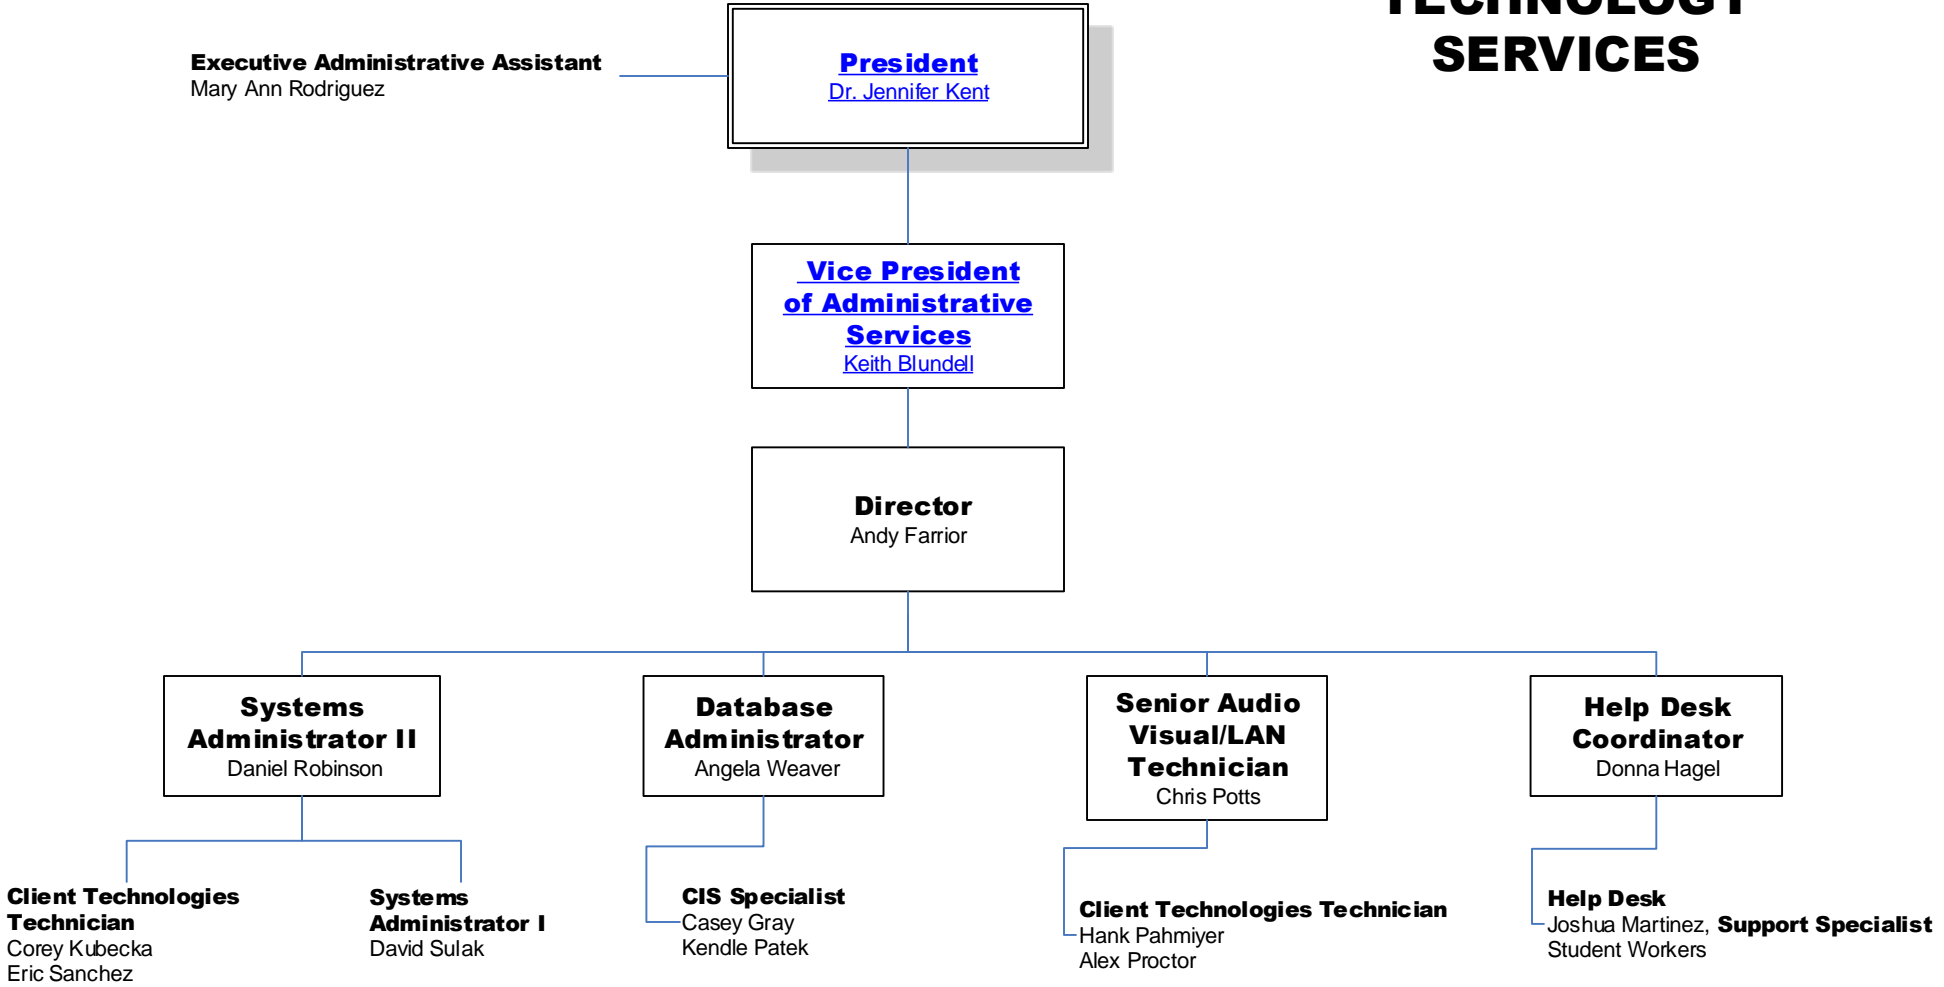 TECHNOLOGY
SERVICES
Executive Administrative Assistant
Mary Ann Rodriguez
President
Dr. Jennifer Kent
Vice President
of Administrative
Services
Keith Blundell
Director
Andy Farrior
Systems
Administrator II
Daniel Robinson
Database
Administrator
Angela Weaver
Senior Audio
Visual/LAN
Technician
Chris Potts
Help Desk
Coordinator
Donna Hagel
Client Technologies
Technician
Corey Kubecka
Eric Sanchez
Systems
Administrator I
David Sulak
CIS Specialist
Casey Gray
Kendle Patek
Client Technologies Technician
Hank Pahmiyer
Alex Proctor
Help Desk
Joshua Martinez, Support Specialist
Student Workers